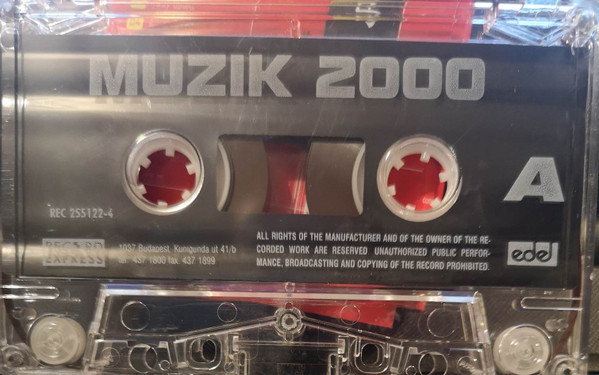 MUZIK 2000
A
REC 255122-4
RECORD
EXPRESS
1037 Budapest, Kunigunda út 41/b
tel.: 437 1800 fax. 437 1899
ALL RIGHTS OF THE MANUFACTURER AND OF THE OWNER OF THE RE-
CORDED WORK ARE RESERVED UNAUTHORIZED PUBLIC PERFOR-
MANCE, BROADCASTING AND COPYING OF THE RECORD PROHIBITED.
edel